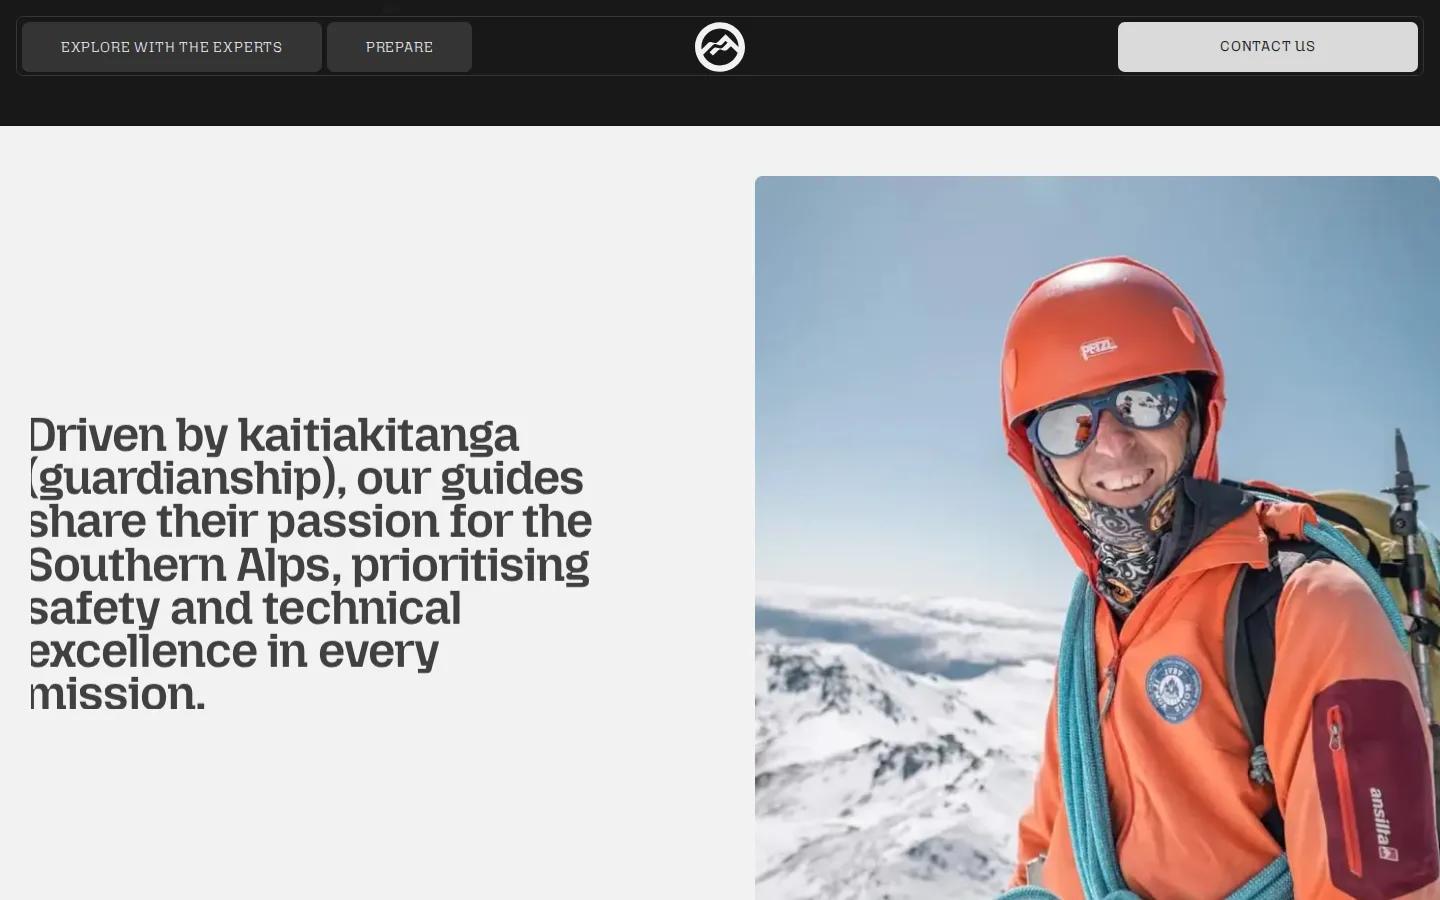 EXPLORE WITH THE EXPERTS
PREPARE
CONTACT US
Driven by kaitiakitanga
(guardianship), our guides
share their passion for the
Southern Alps, prioritising
safety and technical
excellence in every
mission.
PETZL
ansilta